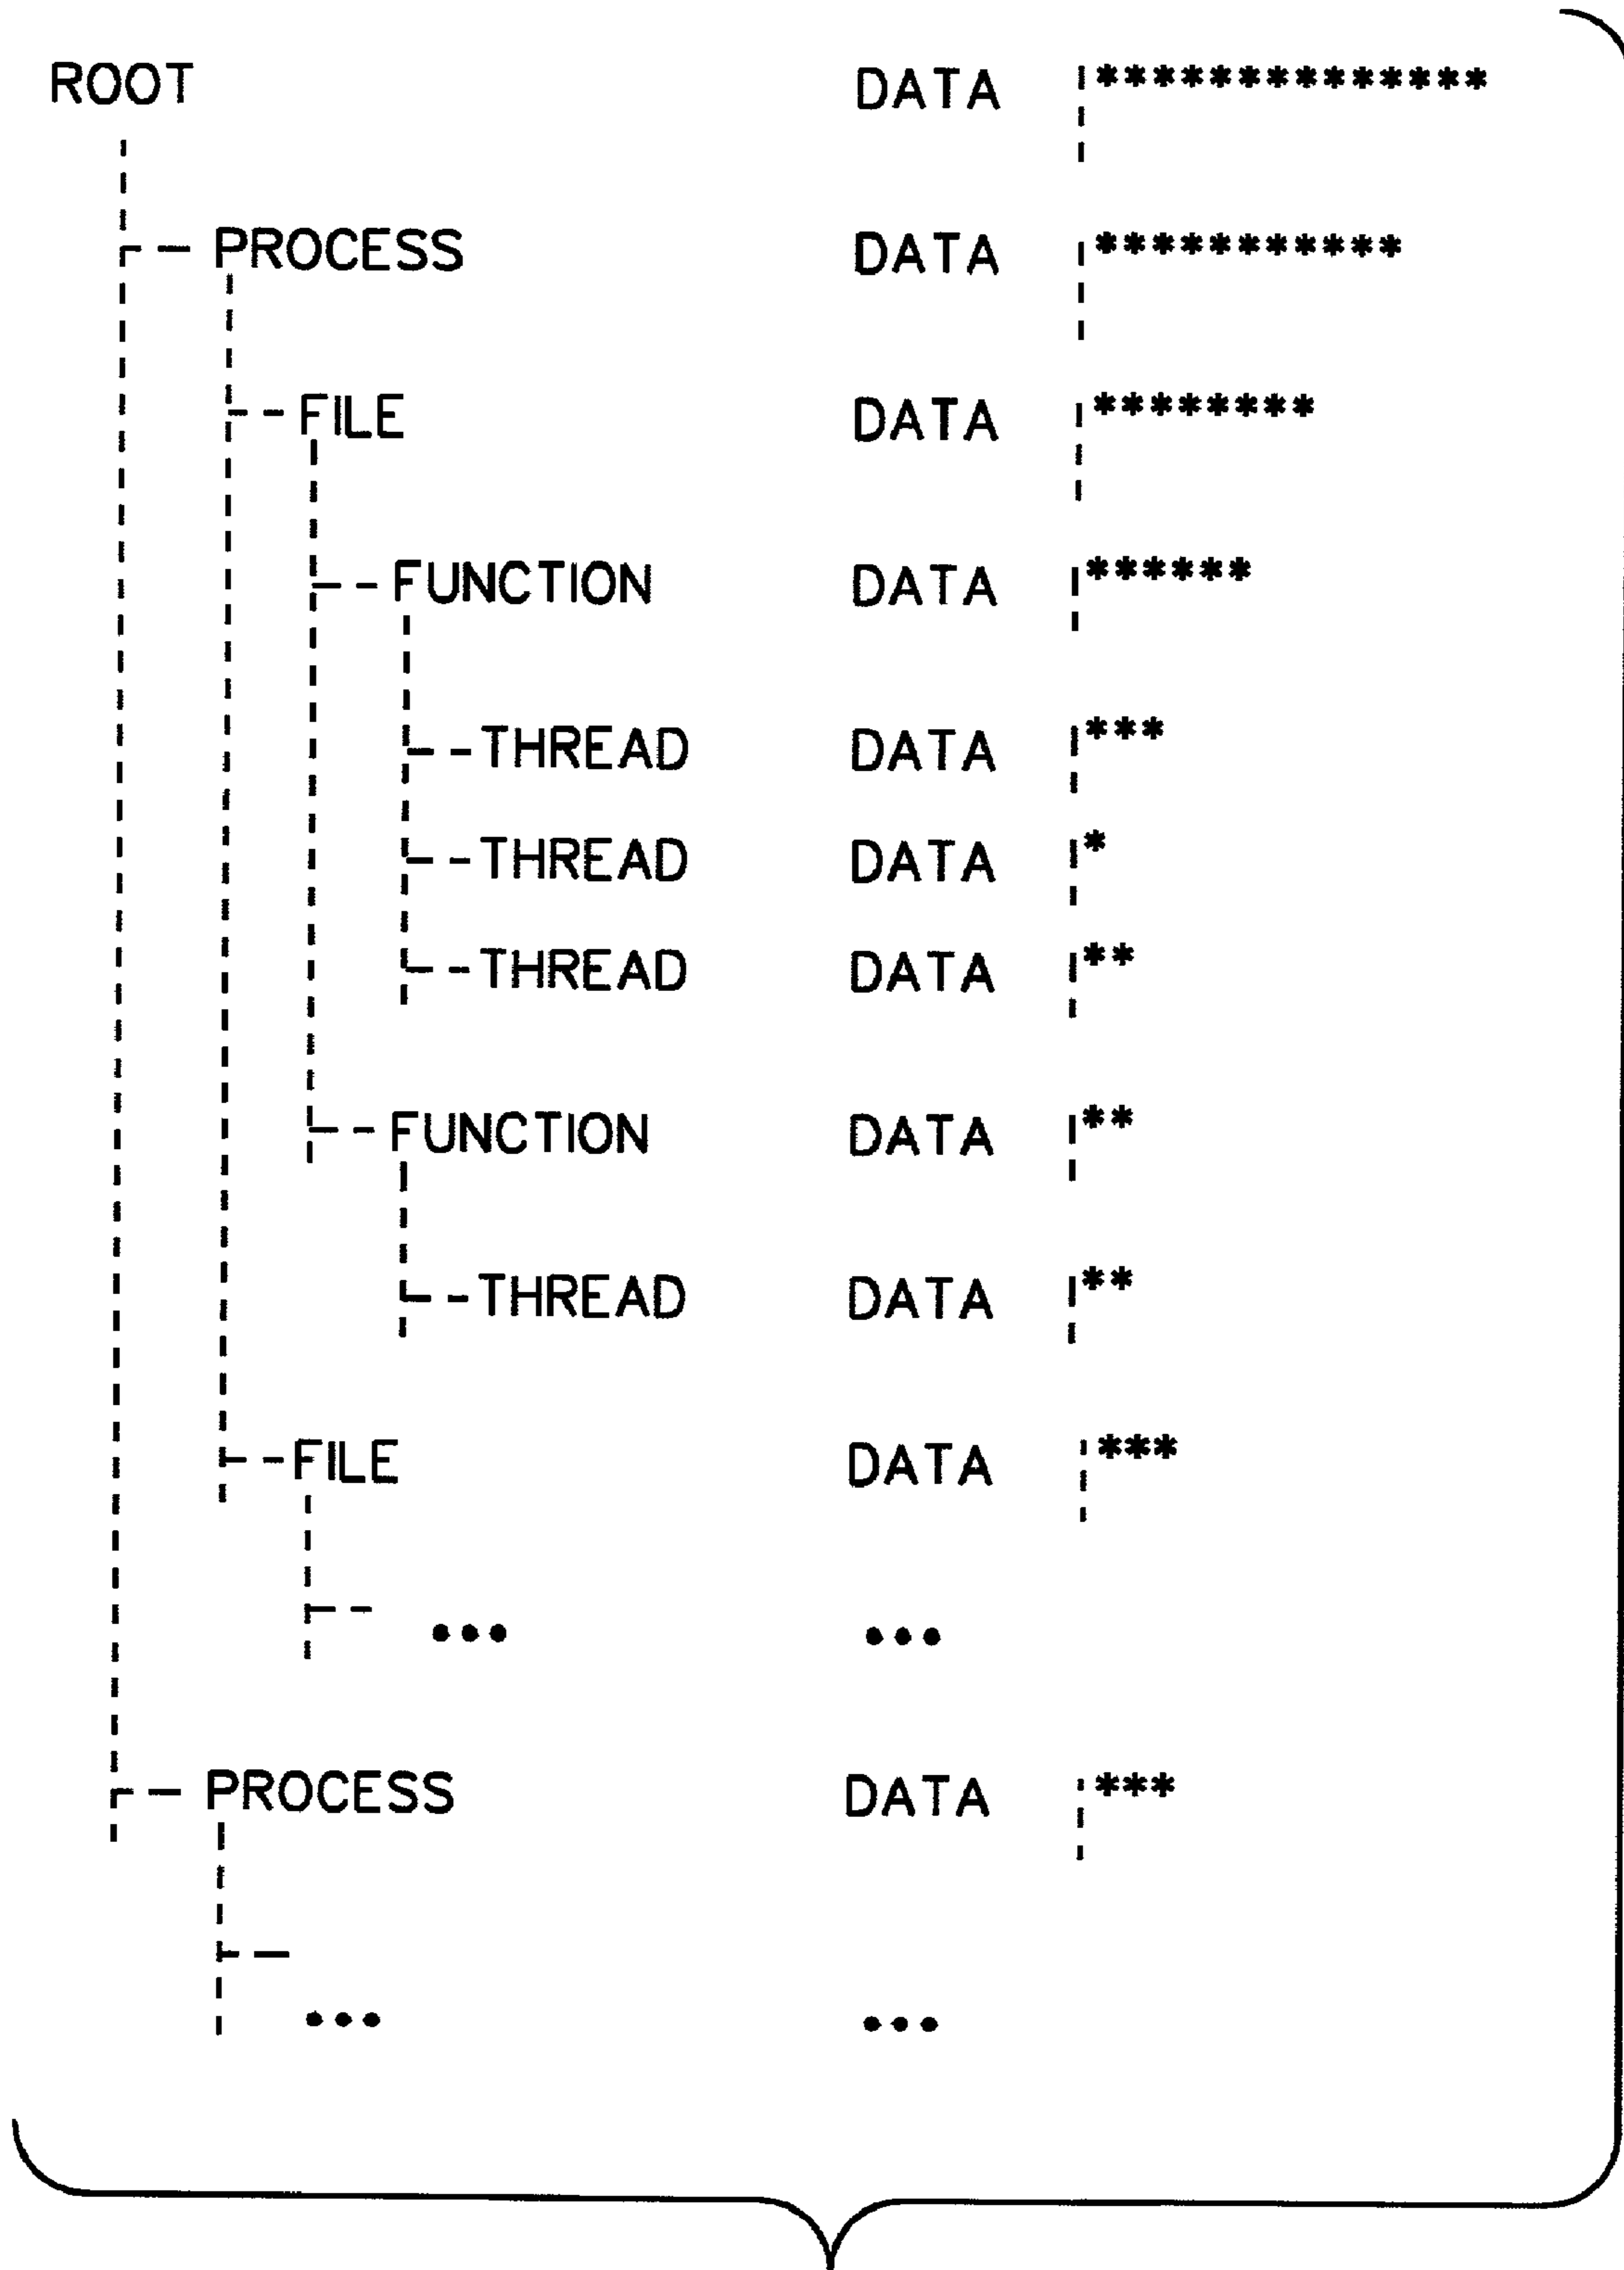 ROOT DATA **************
PROCESS DATA ***********
FILE DATA ********
FUNCTION DATA ******
THREAD DATA ***
THREAD DATA *
THREAD DATA **
FUNCTION DATA **
THREAD DATA **
FILE DATA ***
... ...
PROCESS DATA ***
... ...